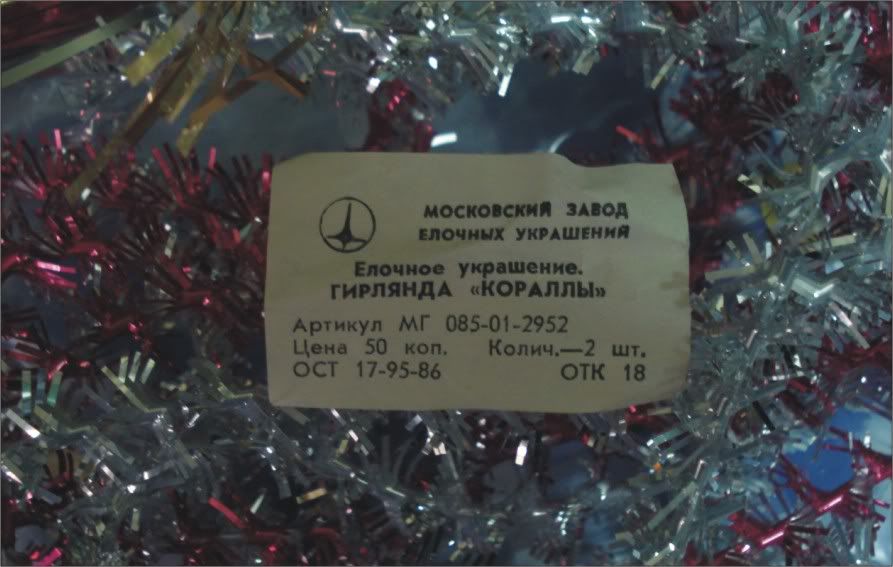 МОСКОВСКИЙ ЗАВОД
ЕЛОЧНЫХ УКРАШЕНИЙ
Елочное украшение.
ГИРЛЯНДА «КОРАЛЛЫ»
Артикул МГ 085-01-2952
Цена 50 коп. Колич.—2 шт.
ОСТ 17-95-86 ОТК 18